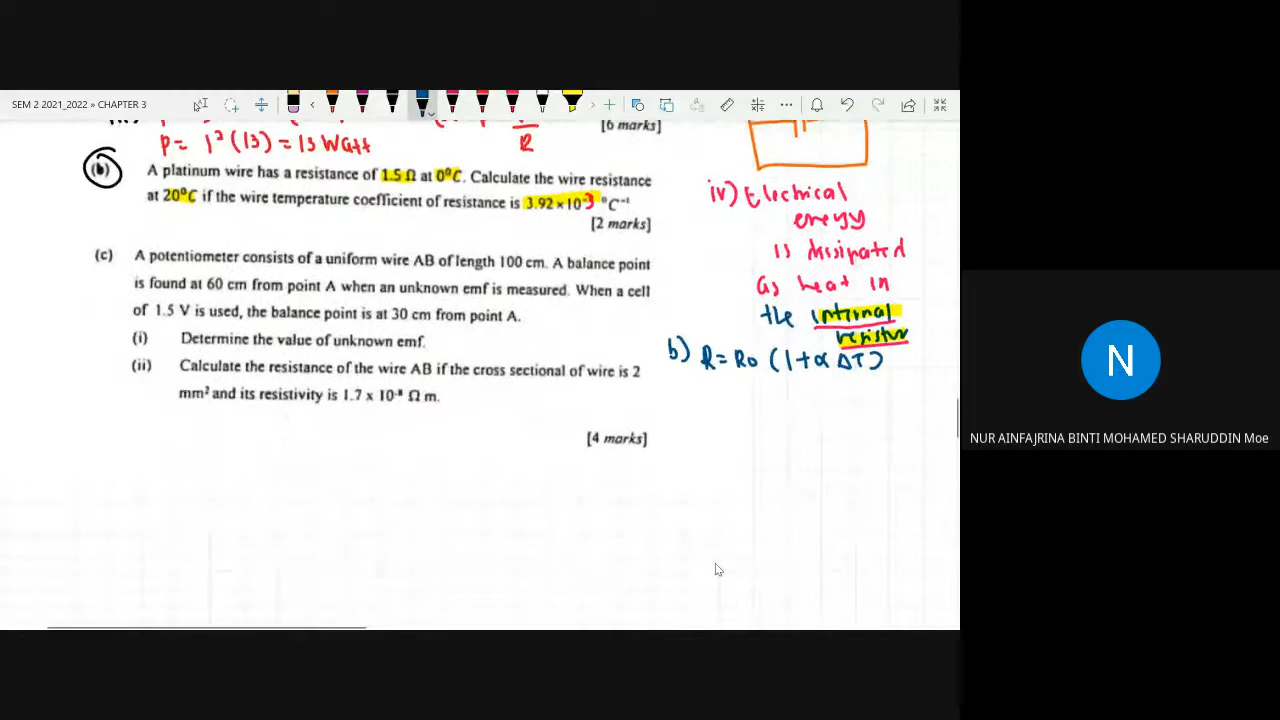 SEM 2 2021_2022 » CHAPTER 3
[6 marks]
P = I² (13) = 13 Watt
R
(b) A platinum wire has a resistance of 1.5 Ω at 0⁰C. Calculate the wire resistance
at 20⁰C if the wire temperature coefficient of resistance is 3.92 × 10⁻³ ⁰C⁻¹
[2 marks]
(c) A potentiometer consists of a uniform wire AB of length 100 cm. A balance point
is found at 60 cm from point A when an unknown emf is measured. When a cell
of 1.5 V is used, the balance point is at 30 cm from point A.
(i) Determine the value of unknown emf.
(ii) Calculate the resistance of the wire AB if the cross sectional of wire is 2
mm² and its resistivity is 1.7 x 10⁻⁸ Ω m.
[4 marks]
iv) Electrical
energy
is dissipated
as heat in
the internal
resistor
b) R = R0 (1 + α ΔT)
N
NUR AINFAJRINA BINTI MOHAMED SHARUDDIN Moe